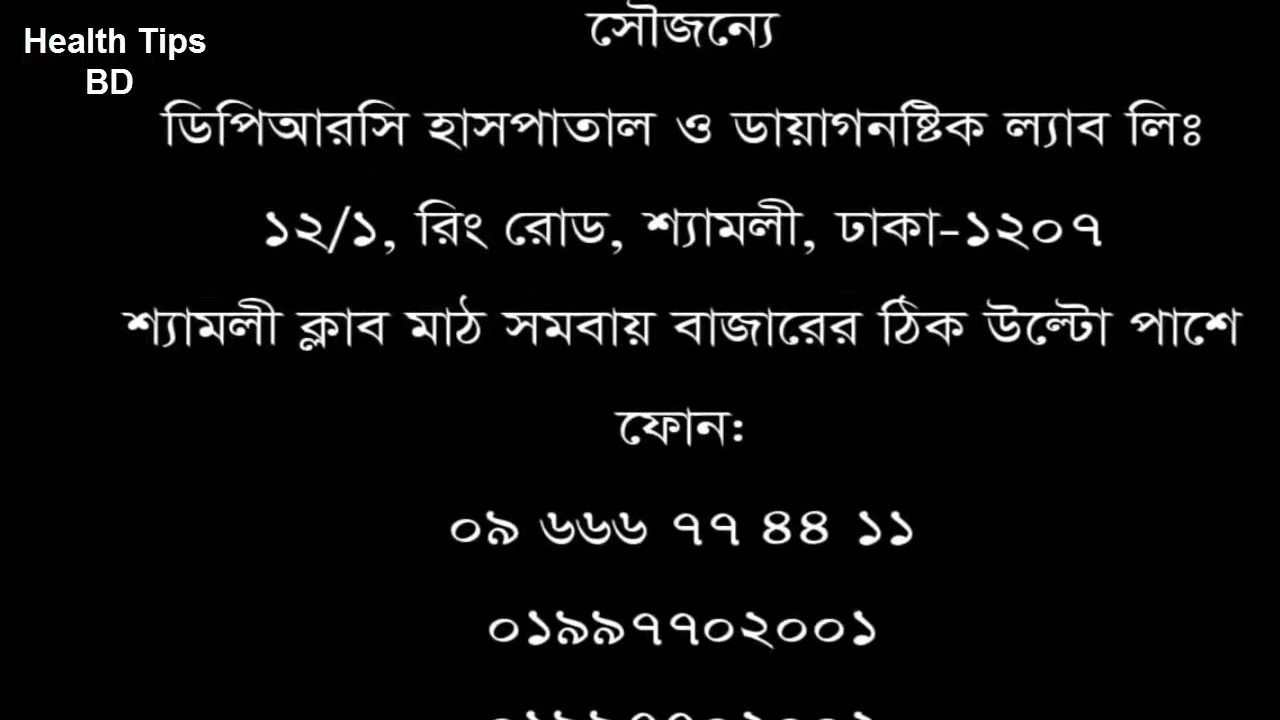 Health Tips
BD
সৌজন্যে
ডিপিআরসি হাসপাতাল ও ডায়াগনষ্টিক ল্যাব লিঃ
১২/১, রিং রোড, শ্যামলী, ঢাকা-১২০৭
শ্যামলী ক্লাব মাঠ সমবায় বাজারের ঠিক উল্টো পাশে
ফোন:
০৯ ৬৬৬ ৭৭ ৪৪ ১১
০১৯৯৭৭০২০০১